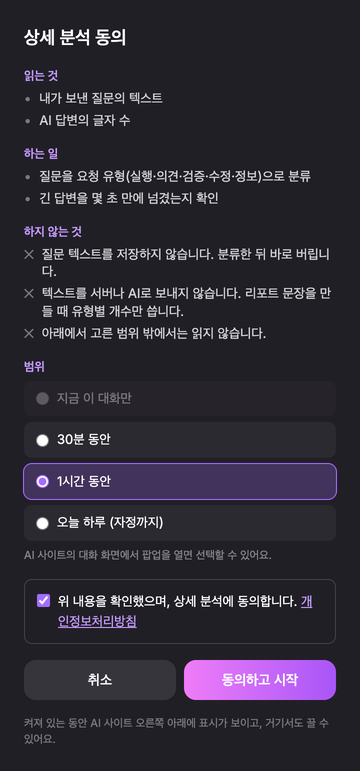 상세 분석 동의
읽는 것
• 내가 보낸 질문의 텍스트
• AI 답변의 글자 수
하는 일
• 질문을 요청 유형(실행·의견·검증·수정·정보)으로 분류
• 긴 답변을 몇 초 만에 넘겼는지 확인
하지 않는 것
× 질문 텍스트를 저장하지 않습니다. 분류한 뒤 바로 버립니
다.
× 텍스트를 서버나 AI로 보내지 않습니다. 리포트 문장을 만
들 때 유형별 개수만 씁니다.
× 아래에서 고른 범위 밖에서는 읽지 않습니다.
범위
지금 이 대화만
30분 동안
1시간 동안
오늘 하루 (자정까지)
AI 사이트의 대화 화면에서 팝업을 열면 선택할 수 있어요.
위 내용을 확인했으며, 상세 분석에 동의합니다. 개
인정보처리방침
취소
동의하고 시작
켜져 있는 동안 AI 사이트 오른쪽 아래에 표시가 보이고, 거기서도 끌 수
있어요.